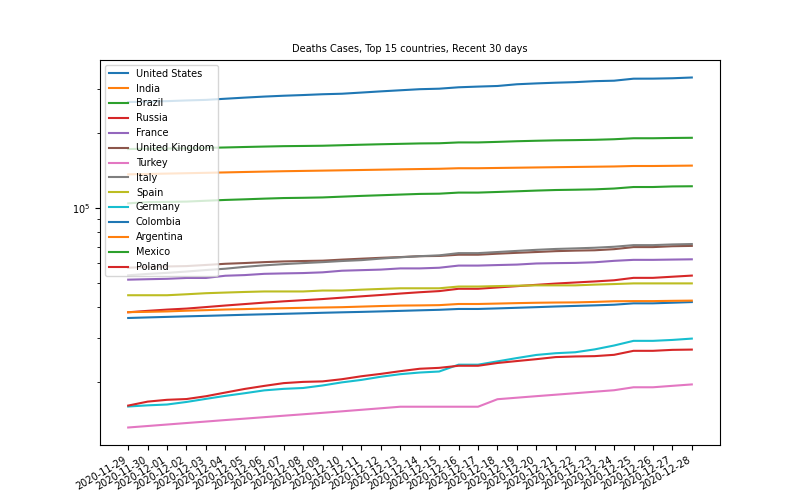 Deaths Cases, Top 15 countries, Recent 30 days
United States
India
Brazil
Russia
France
United Kingdom
Turkey
Italy
Spain
Germany
Colombia
Argentina
Mexico
Poland
10⁵
2020-11-29
2020-11-30
2020-12-01
2020-12-02
2020-12-03
2020-12-04
2020-12-05
2020-12-06
2020-12-07
2020-12-08
2020-12-09
2020-12-10
2020-12-11
2020-12-12
2020-12-13
2020-12-14
2020-12-15
2020-12-16
2020-12-17
2020-12-18
2020-12-19
2020-12-20
2020-12-21
2020-12-22
2020-12-23
2020-12-24
2020-12-25
2020-12-26
2020-12-27
2020-12-28